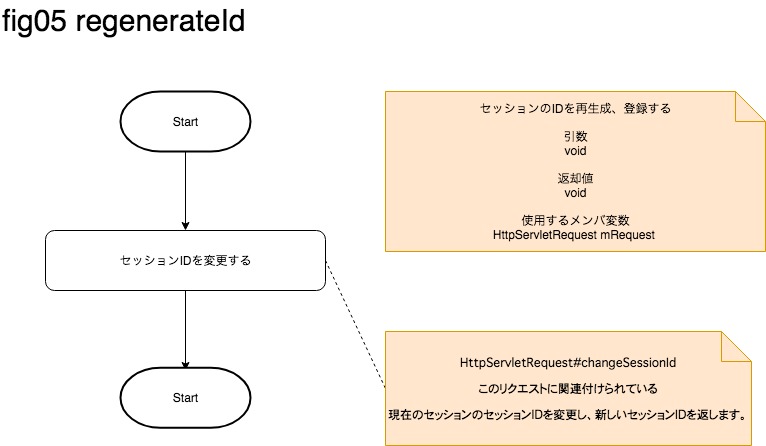 fig05 regenerateId
Start
セッションのIDを再生成、登録する
引数
void
返却値
void
使用するメンバ変数
HttpServletRequest mRequest
セッションIDを変更する
HttpServletRequest#changeSessionId
このリクエストに関連付けられている
現在のセッションのセッションIDを変更し、新しいセッションIDを返します。
Start